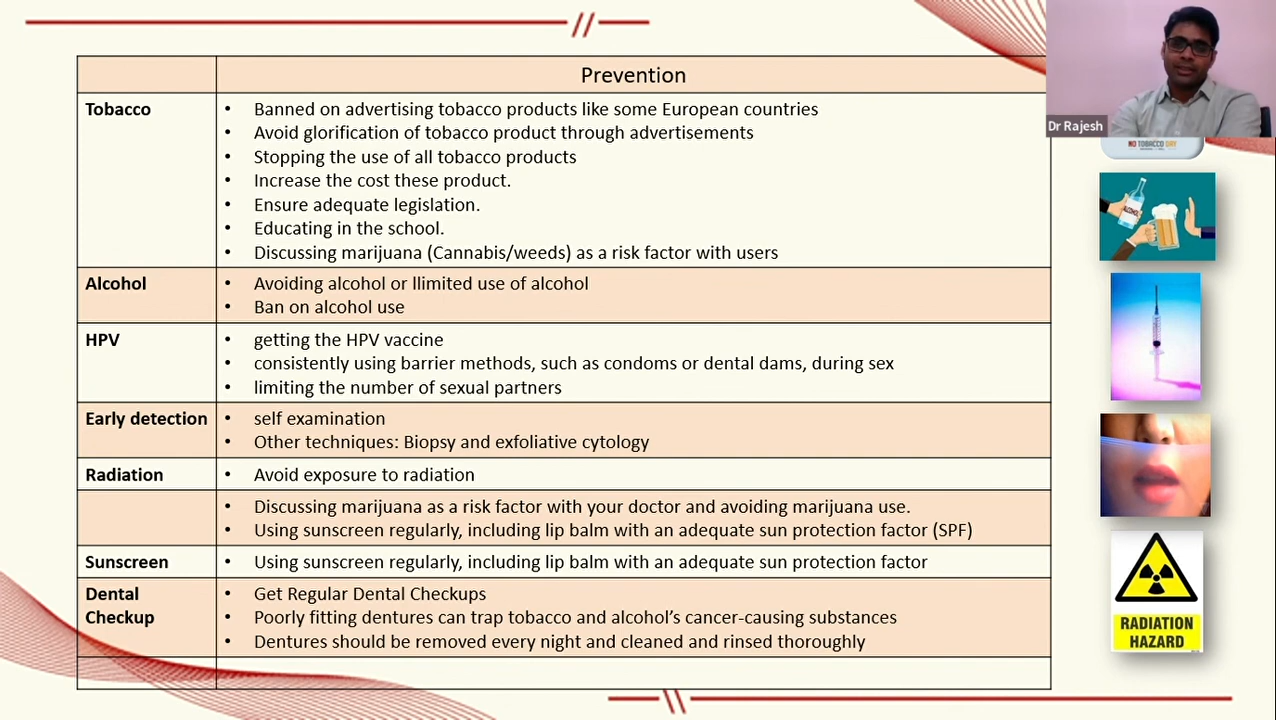 Prevention
Tobacco
• Banned on advertising tobacco products like some European countries
• Avoid glorification of tobacco product through advertisements
• Stopping the use of all tobacco products
• Increase the cost these product.
• Ensure adequate legislation.
• Educating in the school.
• Discussing marijuana (Cannabis/weeds) as a risk factor with users
Alcohol
• Avoiding alcohol or llimited use of alcohol
• Ban on alcohol use
HPV
• getting the HPV vaccine
• consistently using barrier methods, such as condoms or dental dams, during sex
• limiting the number of sexual partners
Early detection
• self examination
• Other techniques: Biopsy and exfoliative cytology
Radiation
• Avoid exposure to radiation
• Discussing marijuana as a risk factor with your doctor and avoiding marijuana use.
• Using sunscreen regularly, including lip balm with an adequate sun protection factor (SPF)
Sunscreen
• Using sunscreen regularly, including lip balm with an adequate sun protection factor
Dental
Checkup
• Get Regular Dental Checkups
• Poorly fitting dentures can trap tobacco and alcohol's cancer-causing substances
• Dentures should be removed every night and cleaned and rinsed thoroughly
Dr Rajesh
NO TOBACCO DAY
ALCOHOL
RADIATION
HAZARD